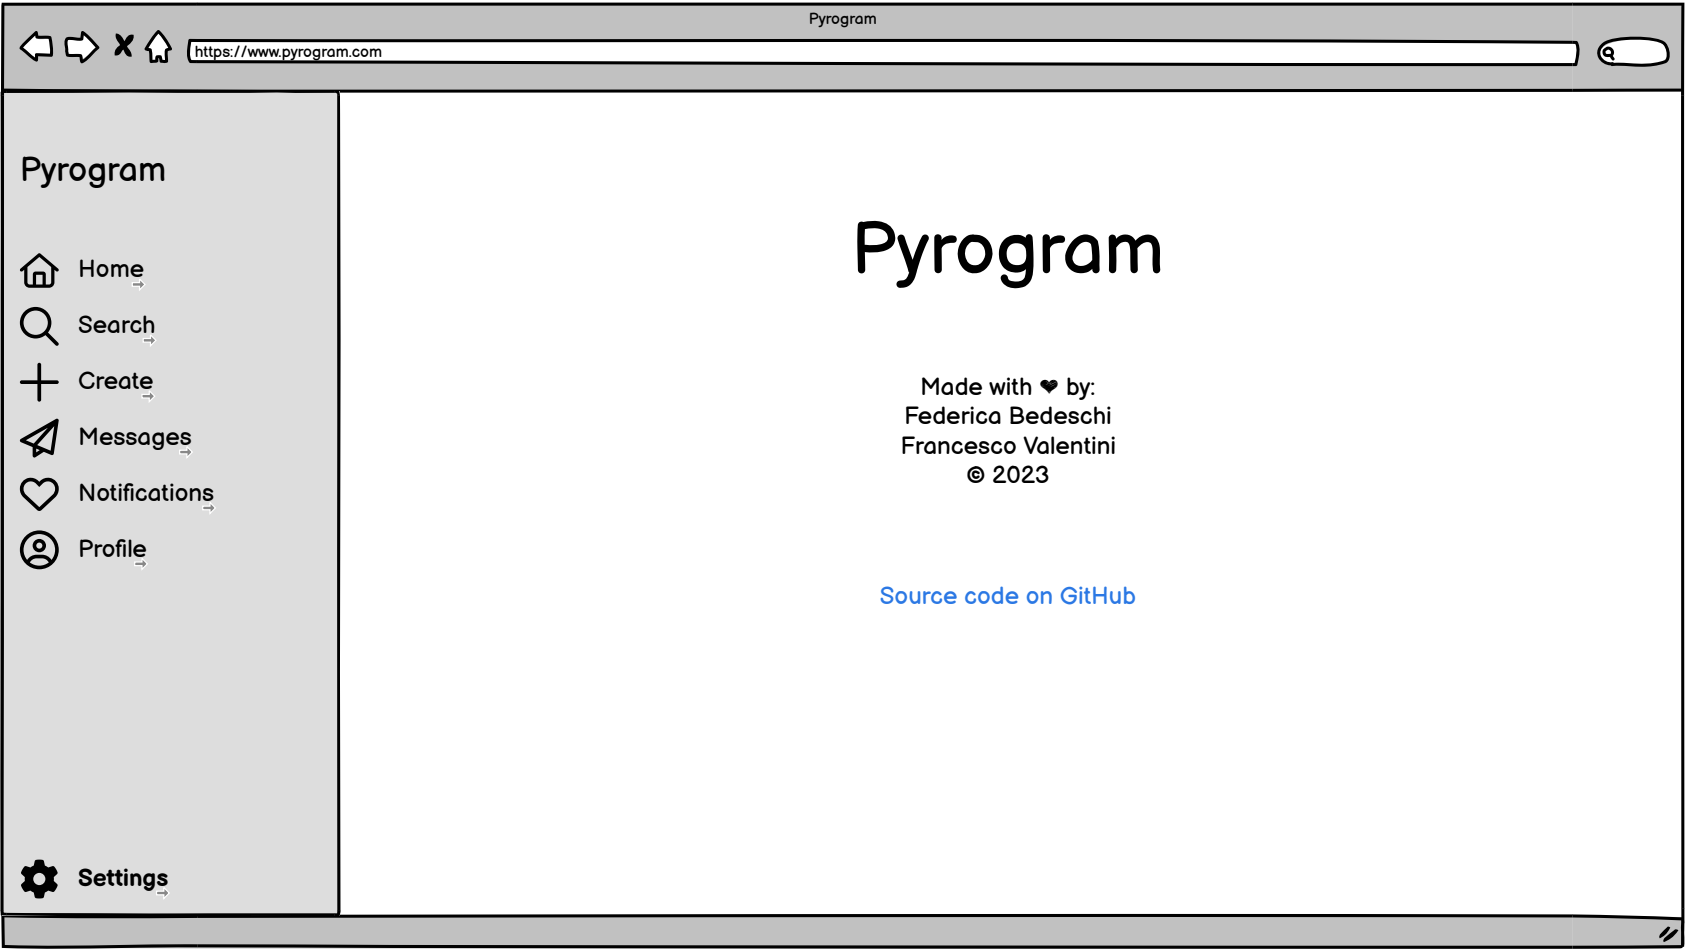 Pyrogram
https://www.pyrogram.com
Pyrogram
Home
Search
Create
Messages
Notifications
Profile
Settings
Pyrogram
Made with ❤ by:
Federica Bedeschi
Francesco Valentini
© 2023
Source code on GitHub